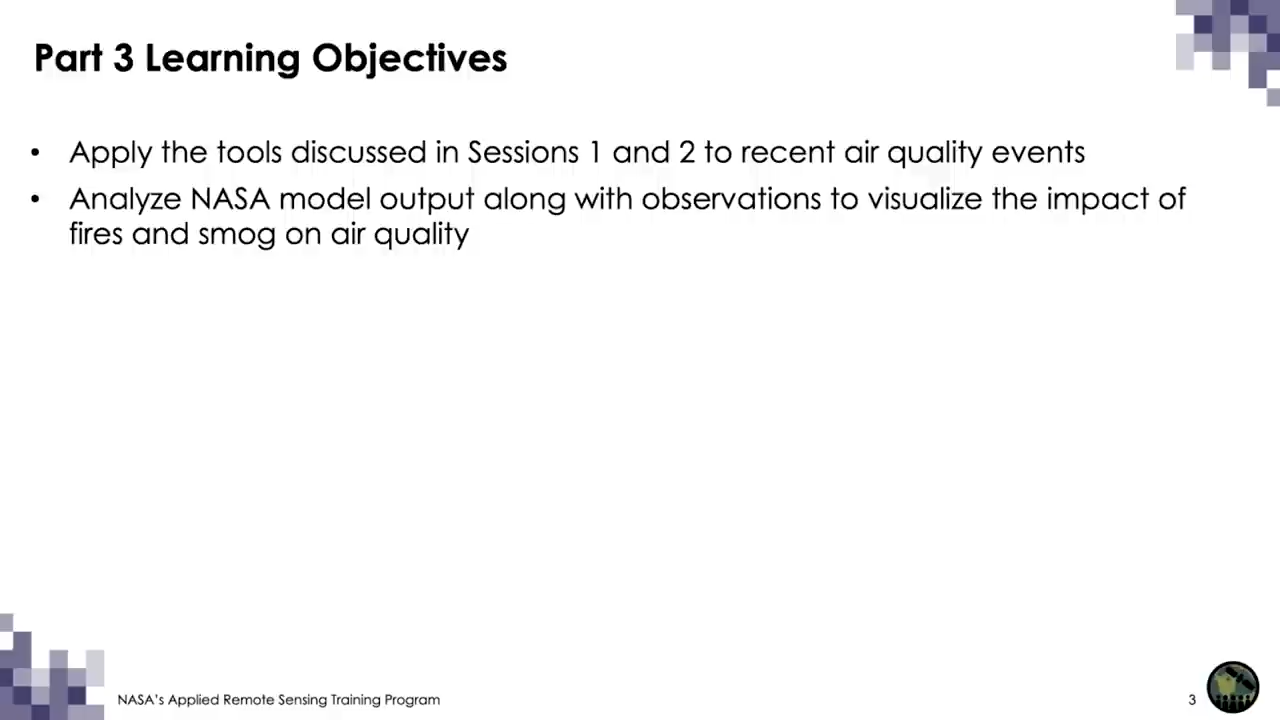 Part 3 Learning Objectives
• Apply the tools discussed in Sessions 1 and 2 to recent air quality events
• Analyze NASA model output along with observations to visualize the impact of
fires and smog on air quality
NASA's Applied Remote Sensing Training Program
3